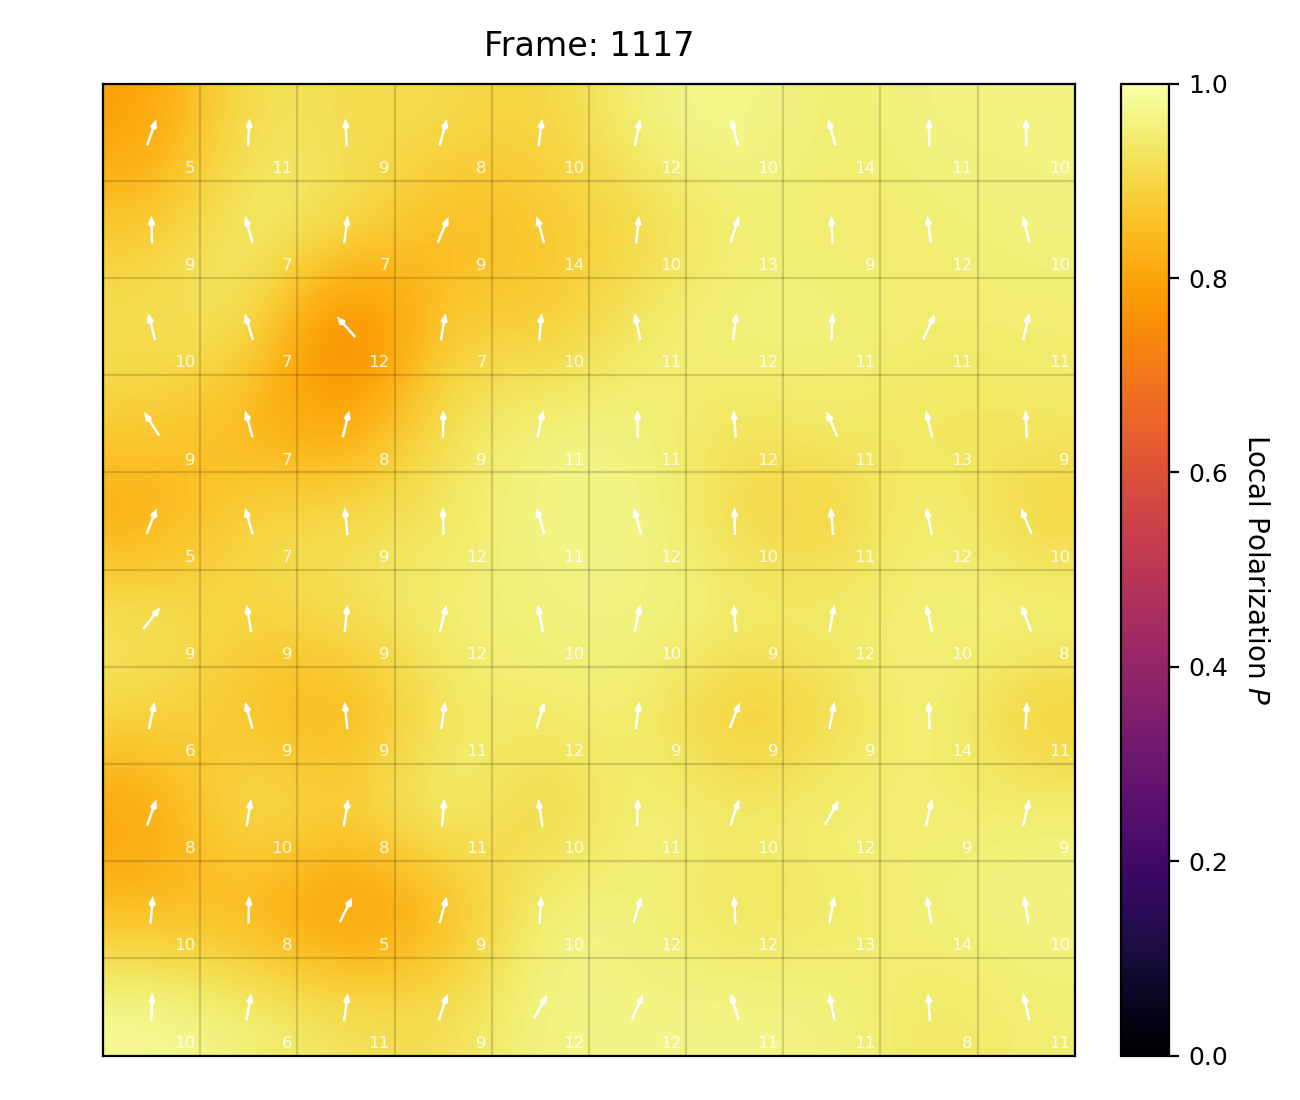 Frame: 1117
5 11 9 8 10 12 10 14 11 10
9 7 7 9 14 10 13 9 12 10
10 7 12 7 10 11 12 11 11 11
9 7 8 9 11 11 12 11 13 9
5 7 9 12 11 12 10 11 12 10
9 9 9 12 10 10 9 12 10 8
6 9 9 11 12 9 9 9 14 11
8 10 8 11 10 11 10 12 9 9
10 8 5 9 10 12 12 13 14 10
10 6 11 9 12 12 11 11 8 11
1.0
0.8
0.6
0.4
0.2
0.0
Local Polarization P